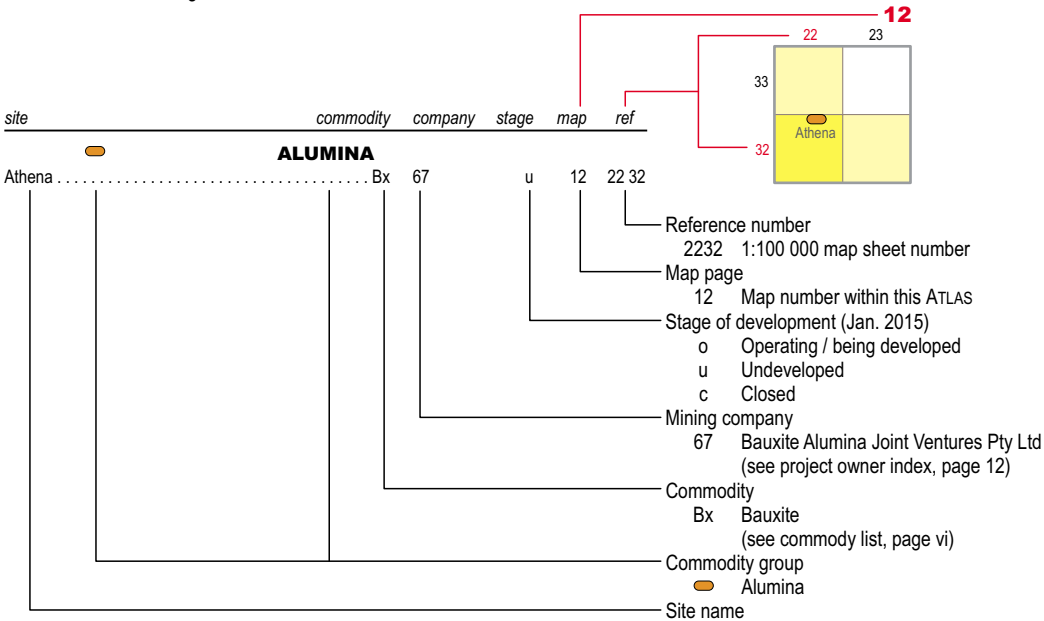 12
22 23
33
32
Athena
site commodity company stage map ref
ALUMINA
Athena . . . . . . . . . . . . . . . . . . . . . . . . . . . . . . . . . . . . . Bx 67 u 12 22 32
Reference number
2232 1:100 000 map sheet number
Map page
12 Map number within this ATLAS
Stage of development (Jan. 2015)
o Operating / being developed
u Undeveloped
c Closed
Mining company
67 Bauxite Alumina Joint Ventures Pty Ltd
(see project owner index, page 12)
Commodity
Bx Bauxite
(see commody list, page vi)
Commodity group
Alumina
Site name